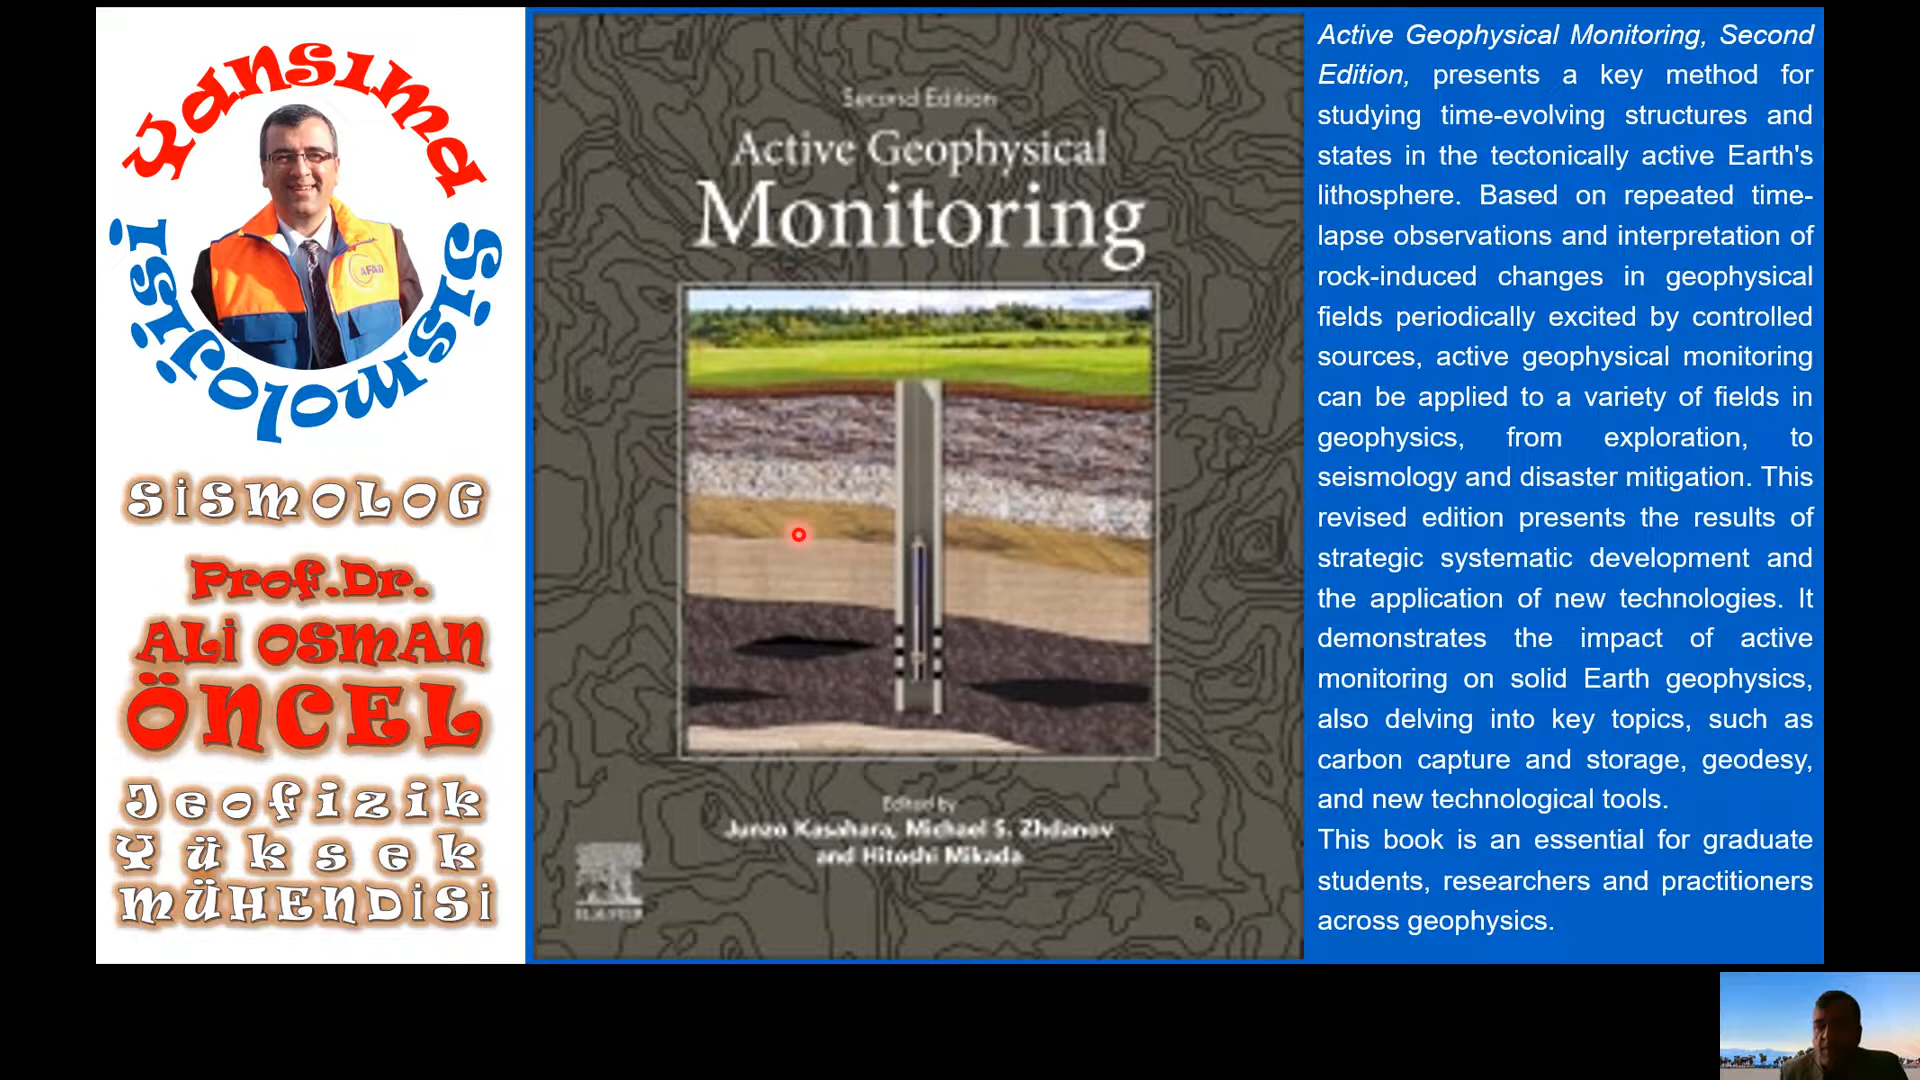 Yansıma
Sismolojisi
AFAD
SİSMOLOG
Prof.Dr.
ALİ OSMAN
ÖNCEL
Jeofizik
Yüksek
MÜHENDİSİ
Second Edition
Active Geophysical
Monitoring
Edited by
Junzo Kasahara, Michael S. Zhdanov
and Hitoshi Mikada
ELSEVIER
Active Geophysical Monitoring, Second
Edition, presents a key method for
studying time-evolving structures and
states in the tectonically active Earth's
lithosphere. Based on repeated time-
lapse observations and interpretation of
rock-induced changes in geophysical
fields periodically excited by controlled
sources, active geophysical monitoring
can be applied to a variety of fields in
geophysics, from exploration, to
seismology and disaster mitigation. This
revised edition presents the results of
strategic systematic development and
the application of new technologies. It
demonstrates the impact of active
monitoring on solid Earth geophysics,
also delving into key topics, such as
carbon capture and storage, geodesy,
and new technological tools.
This book is an essential for graduate
students, researchers and practitioners
across geophysics.